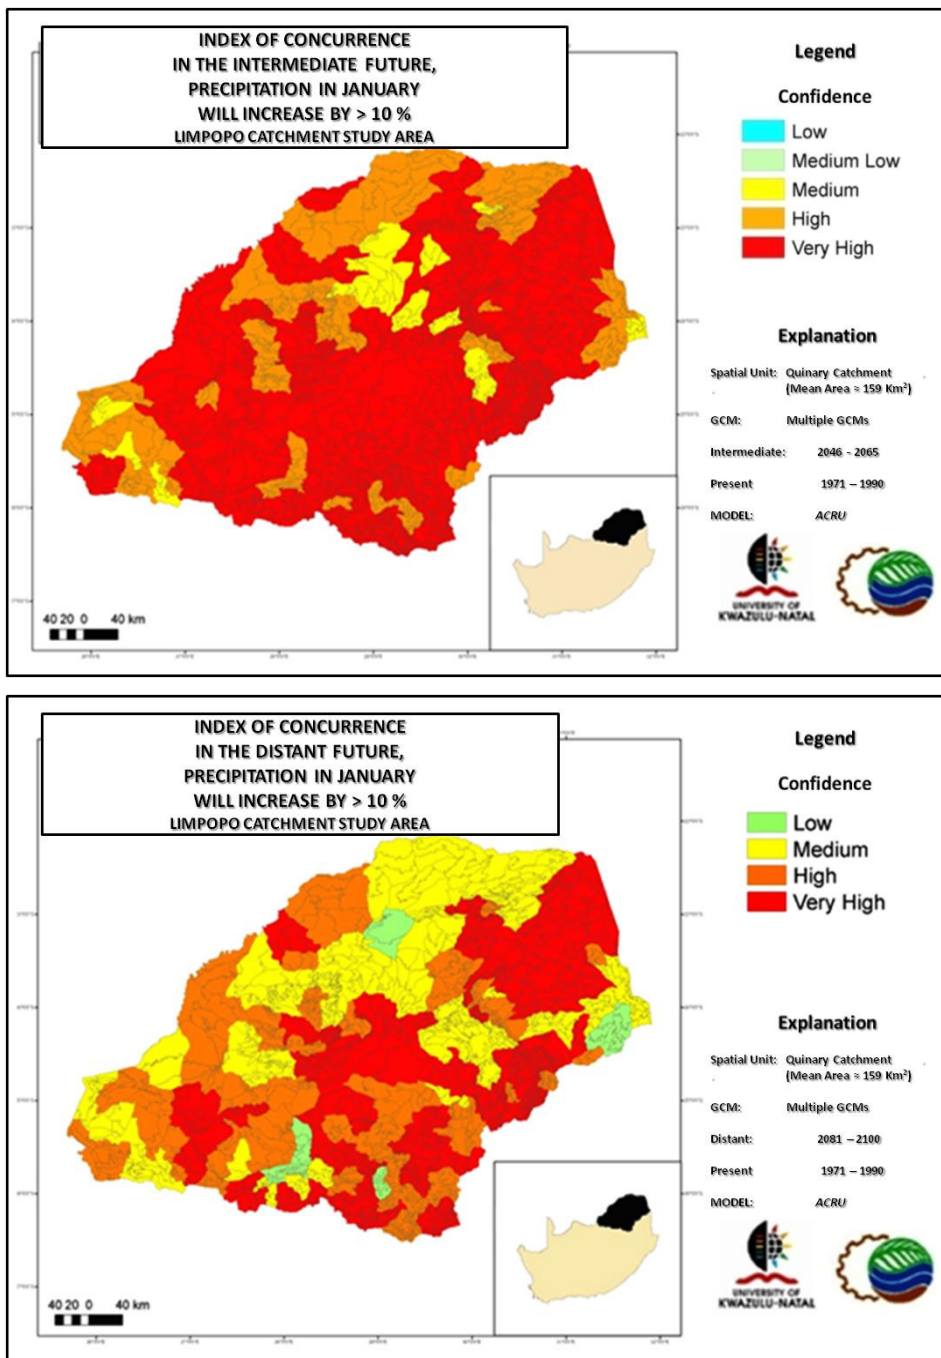 INDEX OF CONCURRENCE
IN THE INTERMEDIATE FUTURE,
PRECIPITATION IN JANUARY
WILL INCREASE BY > 10 %
LIMPOPO CATCHMENT STUDY AREA
Legend
Confidence
Low
Medium Low
Medium
High
Very High
Explanation
Spatial Unit: Quinary Catchment
(Mean Area ≈ 159 Km²)
GCM: Multiple GCMs
Intermediate: 2046 - 2065
Present 1971 – 1990
MODEL: ACRU
UNIVERSITY OF
KWAZULU-NATAL
40 20 0 40 km
INDEX OF CONCURRENCE
IN THE DISTANT FUTURE,
PRECIPITATION IN JANUARY
WILL INCREASE BY > 10 %
LIMPOPO CATCHMENT STUDY AREA
Legend
Confidence
Low
Medium
High
Very High
Explanation
Spatial Unit: Quinary Catchment
(Mean Area ≈ 159 Km²)
GCM: Multiple GCMs
Distant: 2081 – 2100
Present 1971 – 1990
MODEL: ACRU
UNIVERSITY OF
KWAZULU-NATAL
40 20 0 40 km